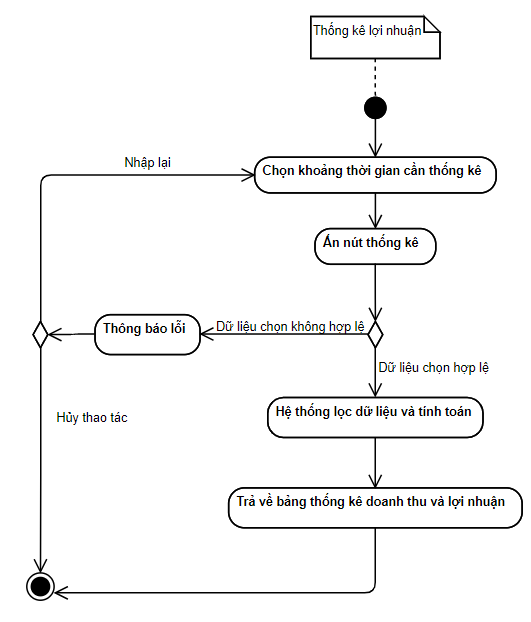 Thống kê lợi nhuận
Nhập lại
Chọn khoảng thời gian cần thống kê
Ấn nút thống kê
Thông báo lỗi
Dữ liệu chọn không hợp lê
Dữ liệu chọn hợp lệ
Hệ thống lọc dữ liệu và tính toán
Hủy thao tác
Trả về bảng thống kê doanh thu và lợi nhuận